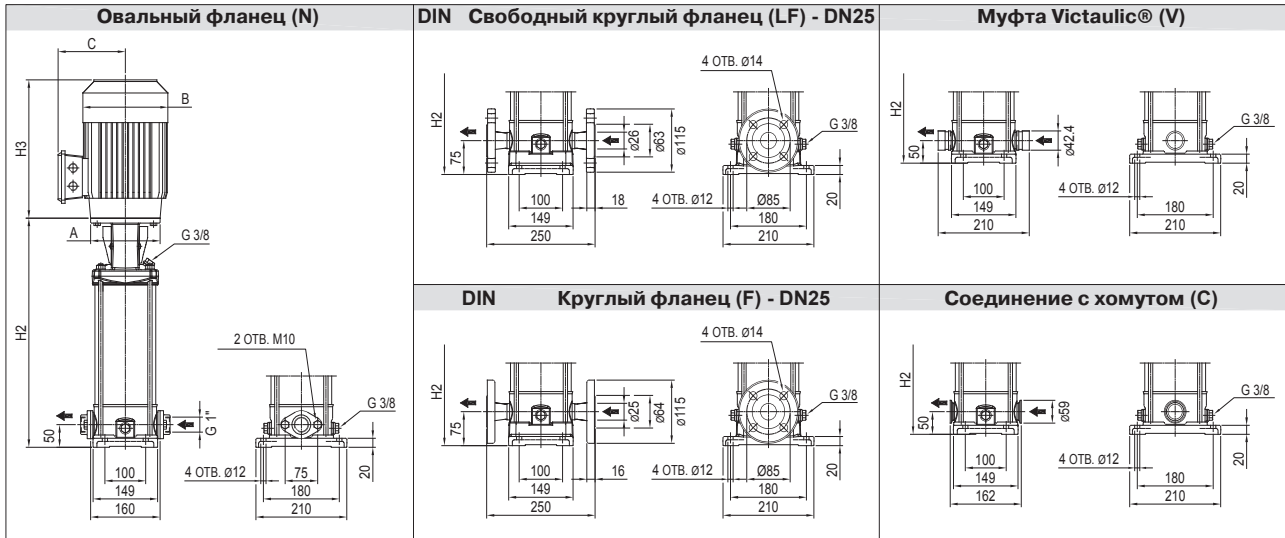 Овальный фланец (N)
C
B
H3
A
G 3/8
H2
2 ОТВ. M10
G 3/8
50
G 1"
20
100
149
160
4 ОТВ. Ø12
75
180
210
DIN Свободный круглый фланец (LF) - DN25
4 ОТВ. Ø14
H2
G 3/8
75
ø26
ø63
ø115
100
18
149
250
4 ОТВ. Ø12
Ø85
20
180
210
DIN Круглый фланец (F) - DN25
4 ОТВ. Ø14
H2
G 3/8
75
ø25
ø64
ø115
100
16
149
250
4 ОТВ. Ø12
Ø85
20
180
210
Муфта Victaulic® (V)
H2
G 3/8
50
ø42.4
100
149
210
4 ОТВ. Ø12
20
180
210
Соединение с хомутом (C)
H2
G 3/8
50
ø59
100
149
162
4 ОТВ. Ø12
20
180
210